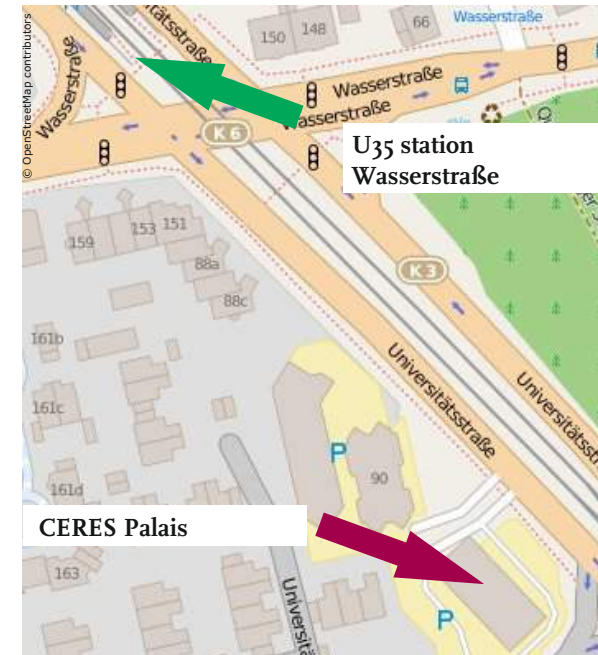 © OpenStreetMap contributors
150
148
66
Wasserstraße
Wasserstraße
Wasserstraße
Wasserstraße
K 6
U35 station
Wasserstraße
159
153
151
88a
88c
K 3
161b
161c
161d
Universitätsstraße
P
90
CERES Palais
163
P